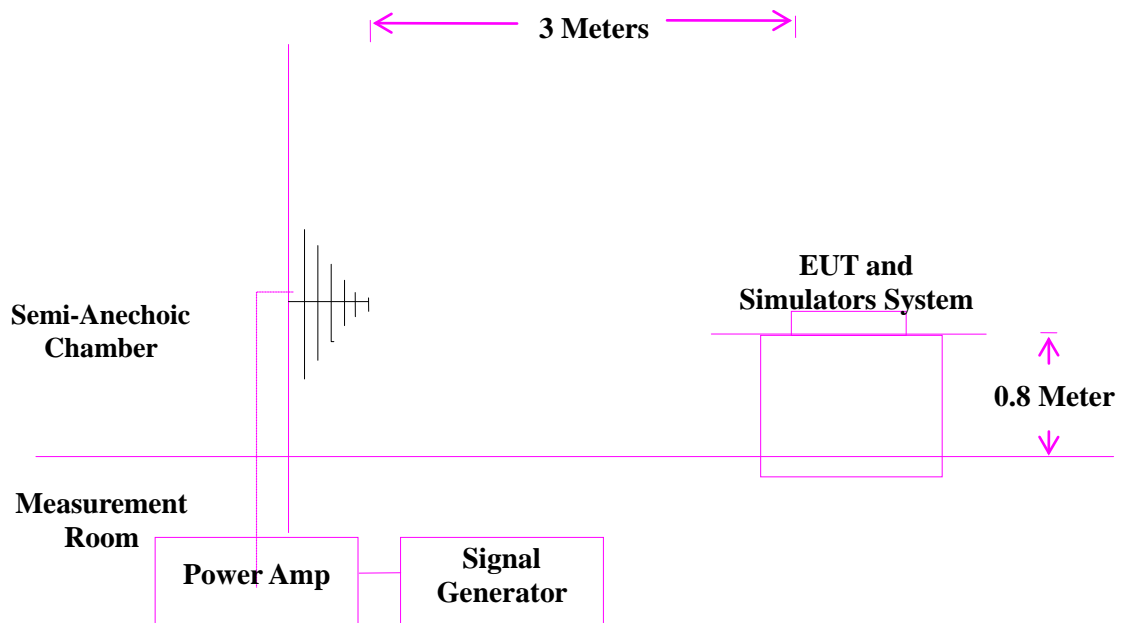 3 Meters
EUT and
Simulators System
Semi-Anechoic
Chamber
0.8 Meter
Measurement
Room
Power Amp
Signal
Generator